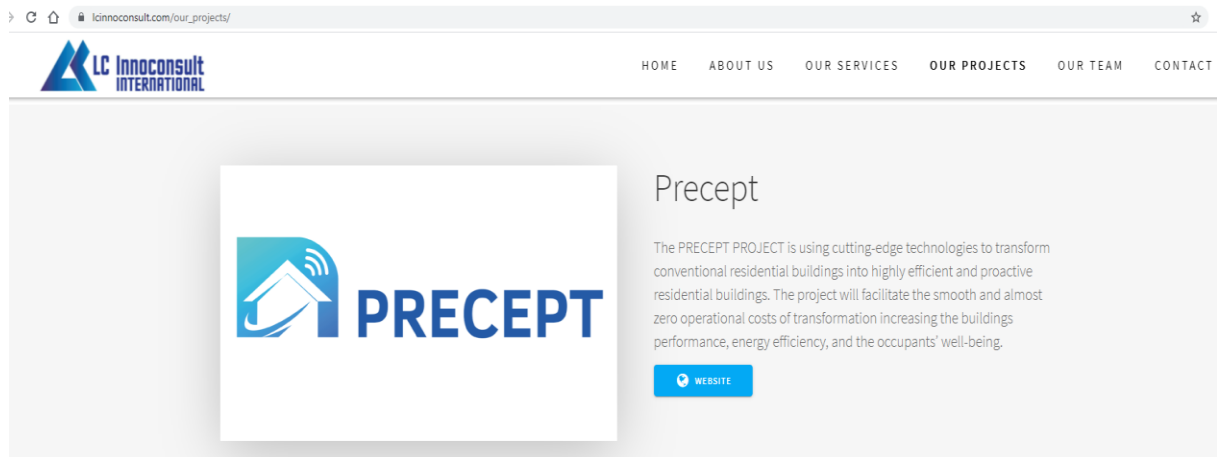 lcinnoconsult.com/our_projects/
LC Innoconsult
INTERNATIONAL
HOME ABOUT US OUR SERVICES OUR PROJECTS OUR TEAM CONTACT
PRECEPT
Precept
The PRECEPT PROJECT is using cutting-edge technologies to transform
conventional residential buildings into highly efficient and proactive
residential buildings. The project will facilitate the smooth and almost
zero operational costs of transformation increasing the buildings
performance, energy efficiency, and the occupants’ well-being.
WEBSITE